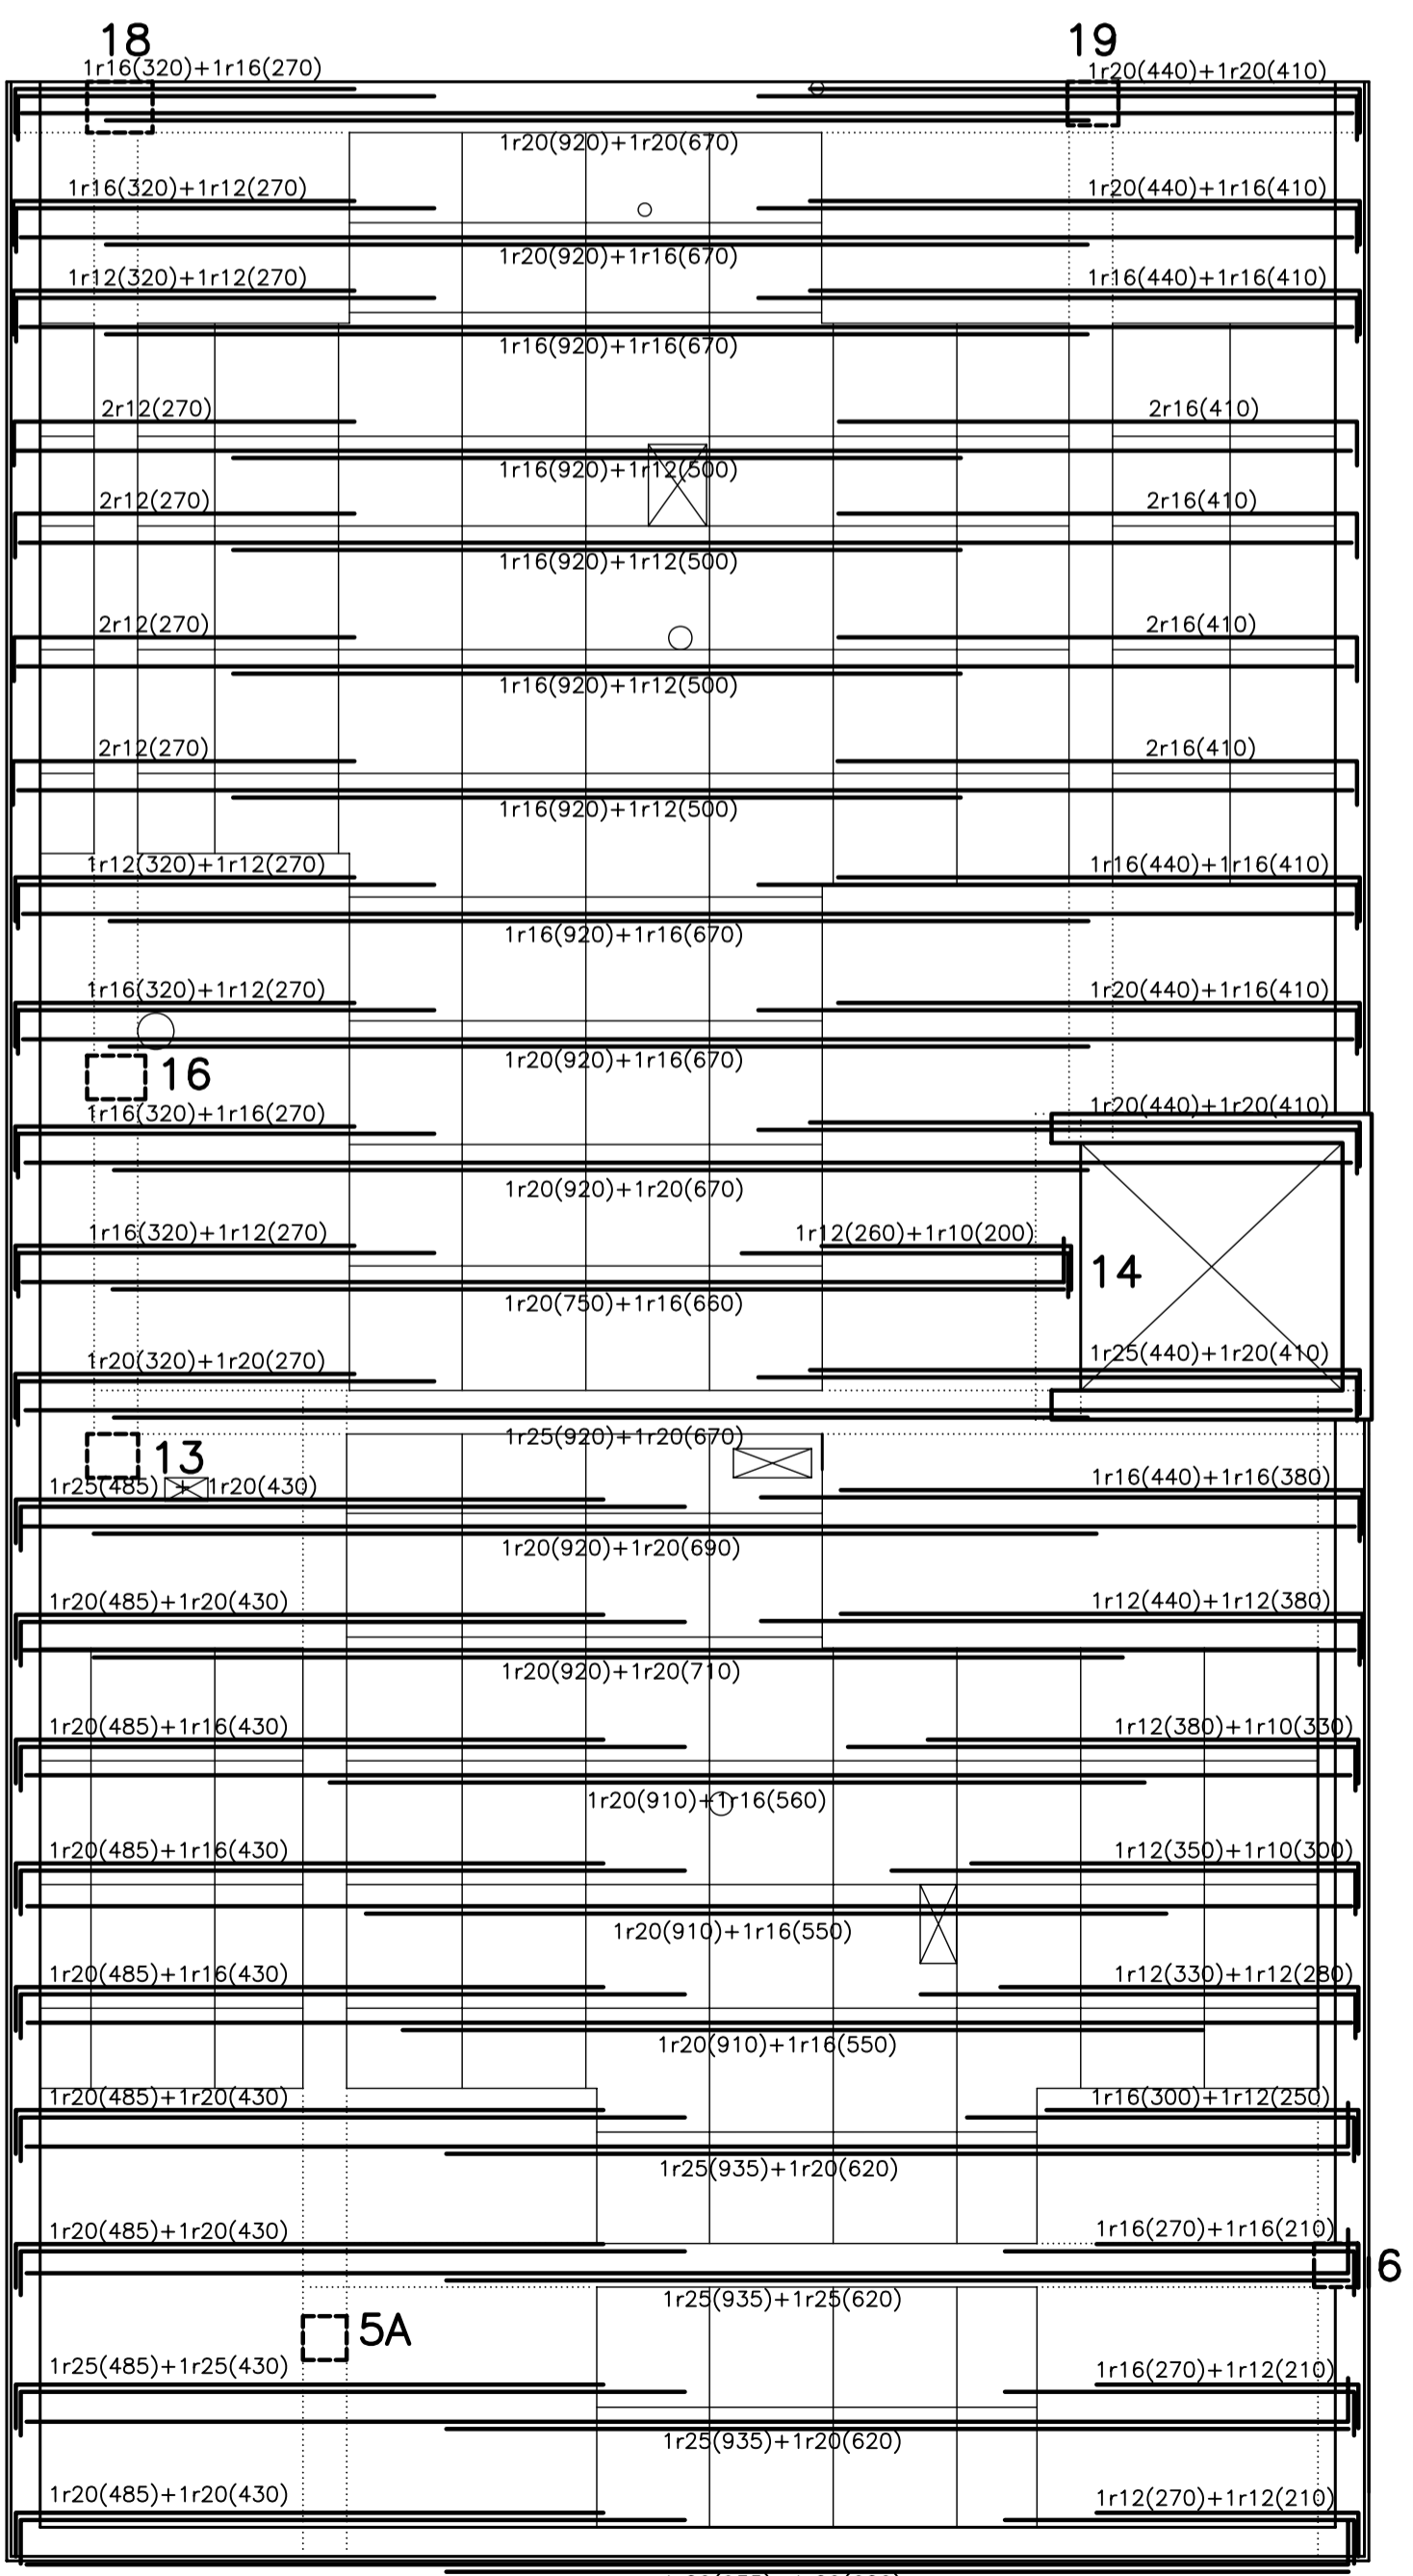 18
19
1r16(320)+1r16(270)
1r20(440)+1r20(410)
1r20(920)+1r20(670)
1r16(320)+1r12(270)
1r20(440)+1r16(410)
1r20(920)+1r16(670)
1r12(320)+1r12(270)
1r16(440)+1r16(410)
1r16(920)+1r16(670)
2r12(270)
2r16(410)
1r16(920)+1r12(500)
2r12(270)
2r16(410)
1r16(920)+1r12(500)
2r12(270)
2r16(410)
1r16(920)+1r12(500)
2r12(270)
2r16(410)
1r16(920)+1r12(500)
1r12(320)+1r12(270)
1r16(440)+1r16(410)
1r16(920)+1r16(670)
1r16(320)+1r12(270)
1r20(440)+1r16(410)
1r20(920)+1r16(670)
16
1r16(320)+1r16(270)
1r20(440)+1r20(410)
1r20(920)+1r20(670)
1r16(320)+1r12(270)
1r12(260)+1r10(200)
14
1r20(750)+1r16(660)
1r20(320)+1r20(270)
1r25(440)+1r20(410)
1r25(920)+1r20(670)
13
1r25(485) + 1r20(430)
1r16(440)+1r16(380)
1r20(920)+1r20(690)
1r20(485)+1r20(430)
1r12(440)+1r12(380)
1r20(920)+1r20(710)
1r20(485)+1r16(430)
1r12(380)+1r10(330)
1r20(910)+1r16(560)
1r20(485)+1r16(430)
1r12(350)+1r10(300)
1r20(910)+1r16(550)
1r20(485)+1r16(430)
1r12(330)+1r12(280)
1r20(910)+1r16(550)
1r20(485)+1r20(430)
1r16(300)+1r12(250)
1r25(935)+1r20(620)
1r20(485)+1r20(430)
1r16(270)+1r16(210)
6
1r25(935)+1r25(620)
5A
1r25(485)+1r25(430)
1r16(270)+1r12(210)
1r25(935)+1r20(620)
1r20(485)+1r20(430)
1r12(270)+1r12(210)